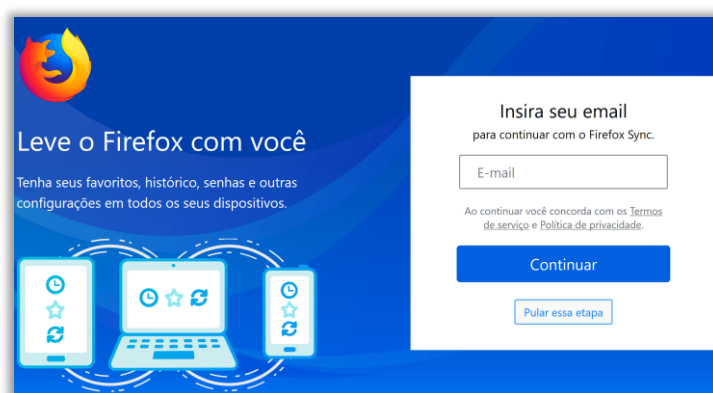 Leve o Firefox com você
Tenha seus favoritos, histórico, senhas e outras
configurações em todos os seus dispositivos.
Insira seu email
para continuar com o Firefox Sync.
E-mail
Ao continuar você concorda com os Termos
de serviço e Política de privacidade.
Continuar
Pular essa etapa